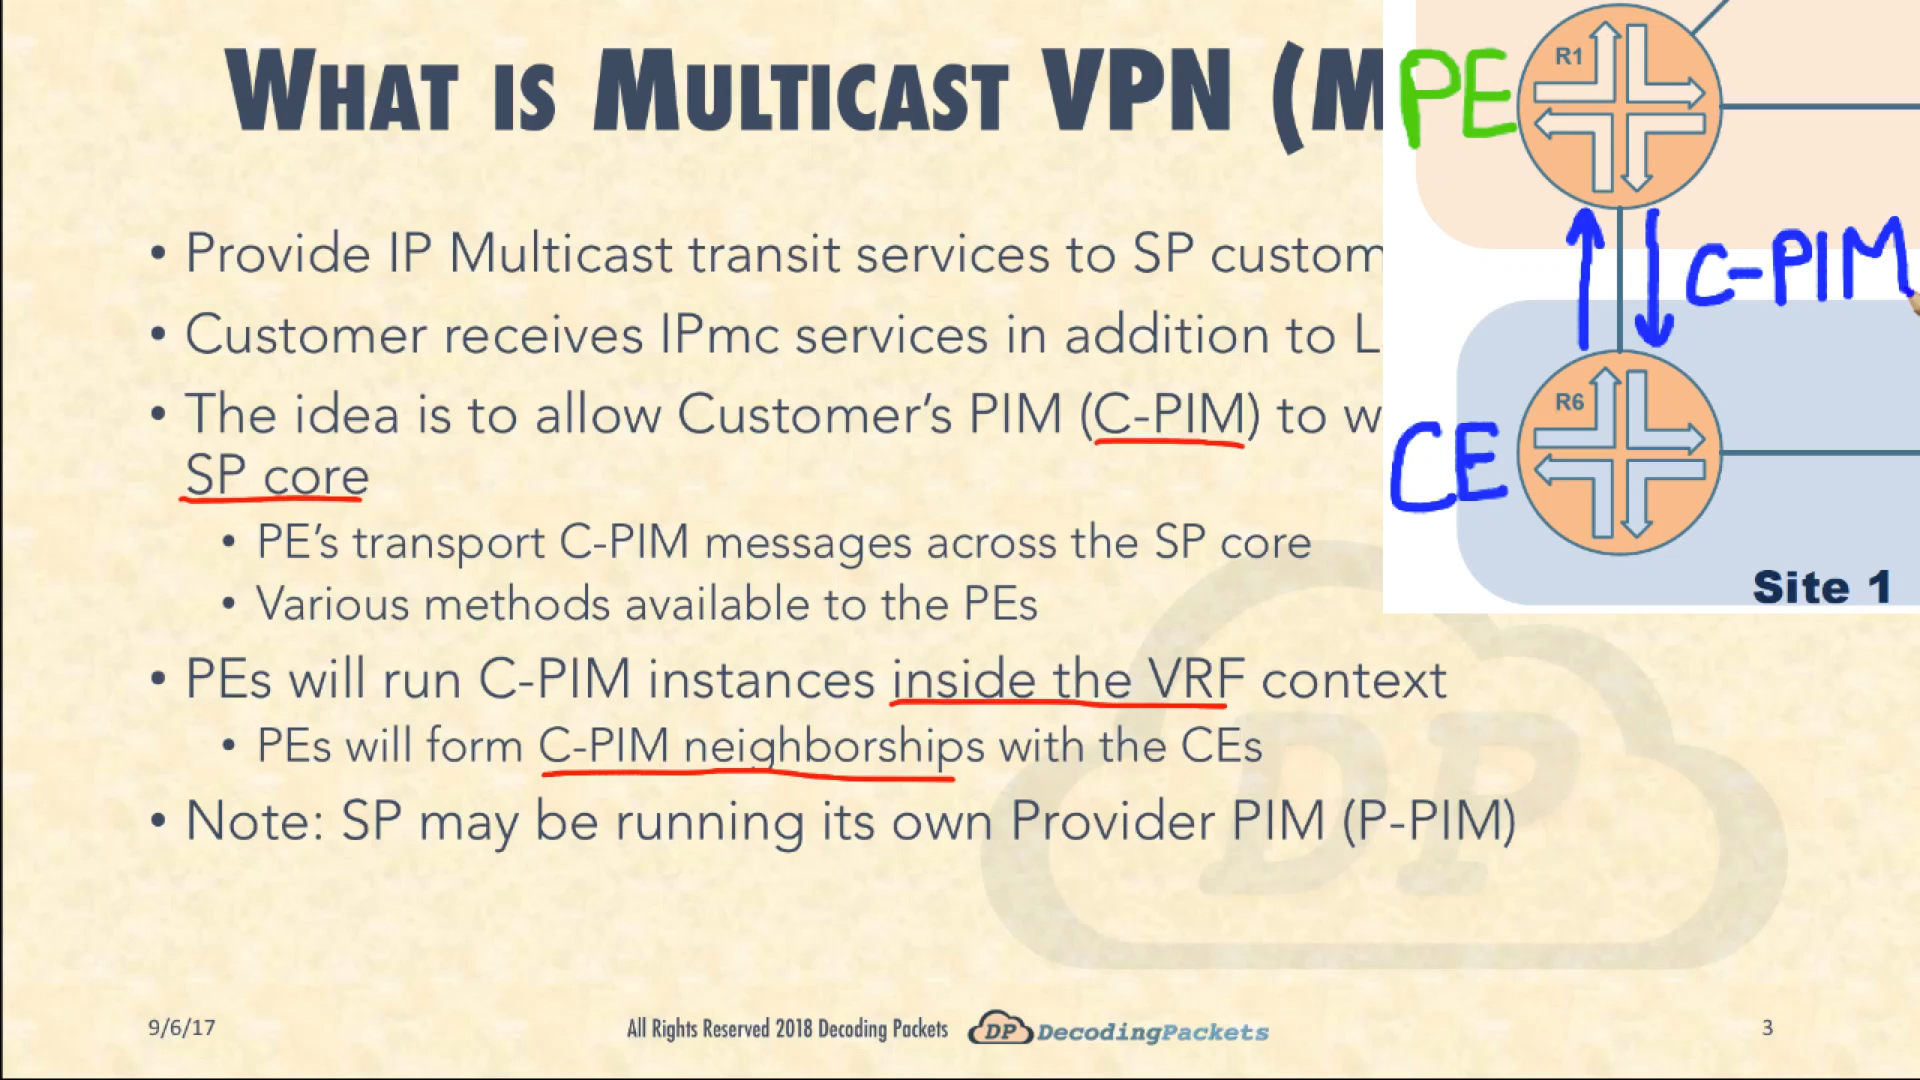 WHAT IS MULTICAST VPN (M
• Provide IP Multicast transit services to SP custom
• Customer receives IPmc services in addition to L
• The idea is to allow Customer’s PIM (C-PIM) to w
SP core
• PE’s transport C-PIM messages across the SP core
• Various methods available to the PEs
• PEs will run C-PIM instances inside the VRF context
• PEs will form C-PIM neighborships with the CEs
• Note: SP may be running its own Provider PIM (P-PIM)
PE
R1
C-PIM
R6
CE
Site 1
DP
9/6/17
All Rights Reserved 2018 Decoding Packets
DP DecodingPackets
3